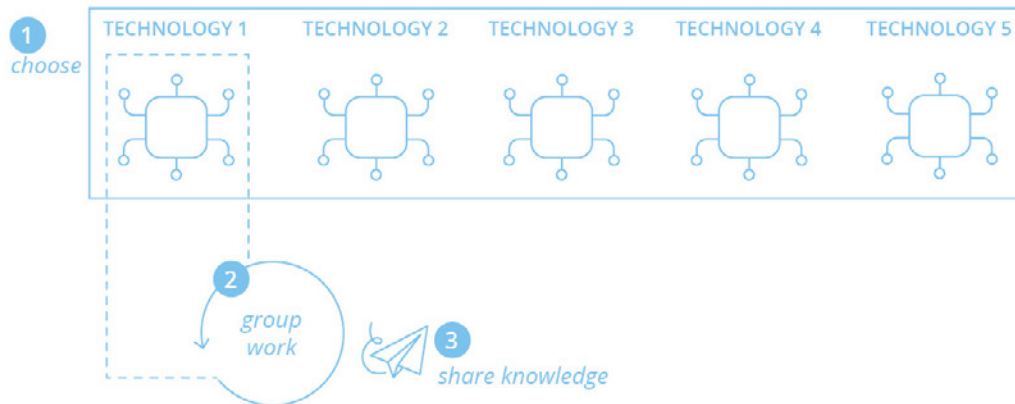 1
choose
TECHNOLOGY 1
TECHNOLOGY 2
TECHNOLOGY 3
TECHNOLOGY 4
TECHNOLOGY 5
2
group
work
3
share knowledge